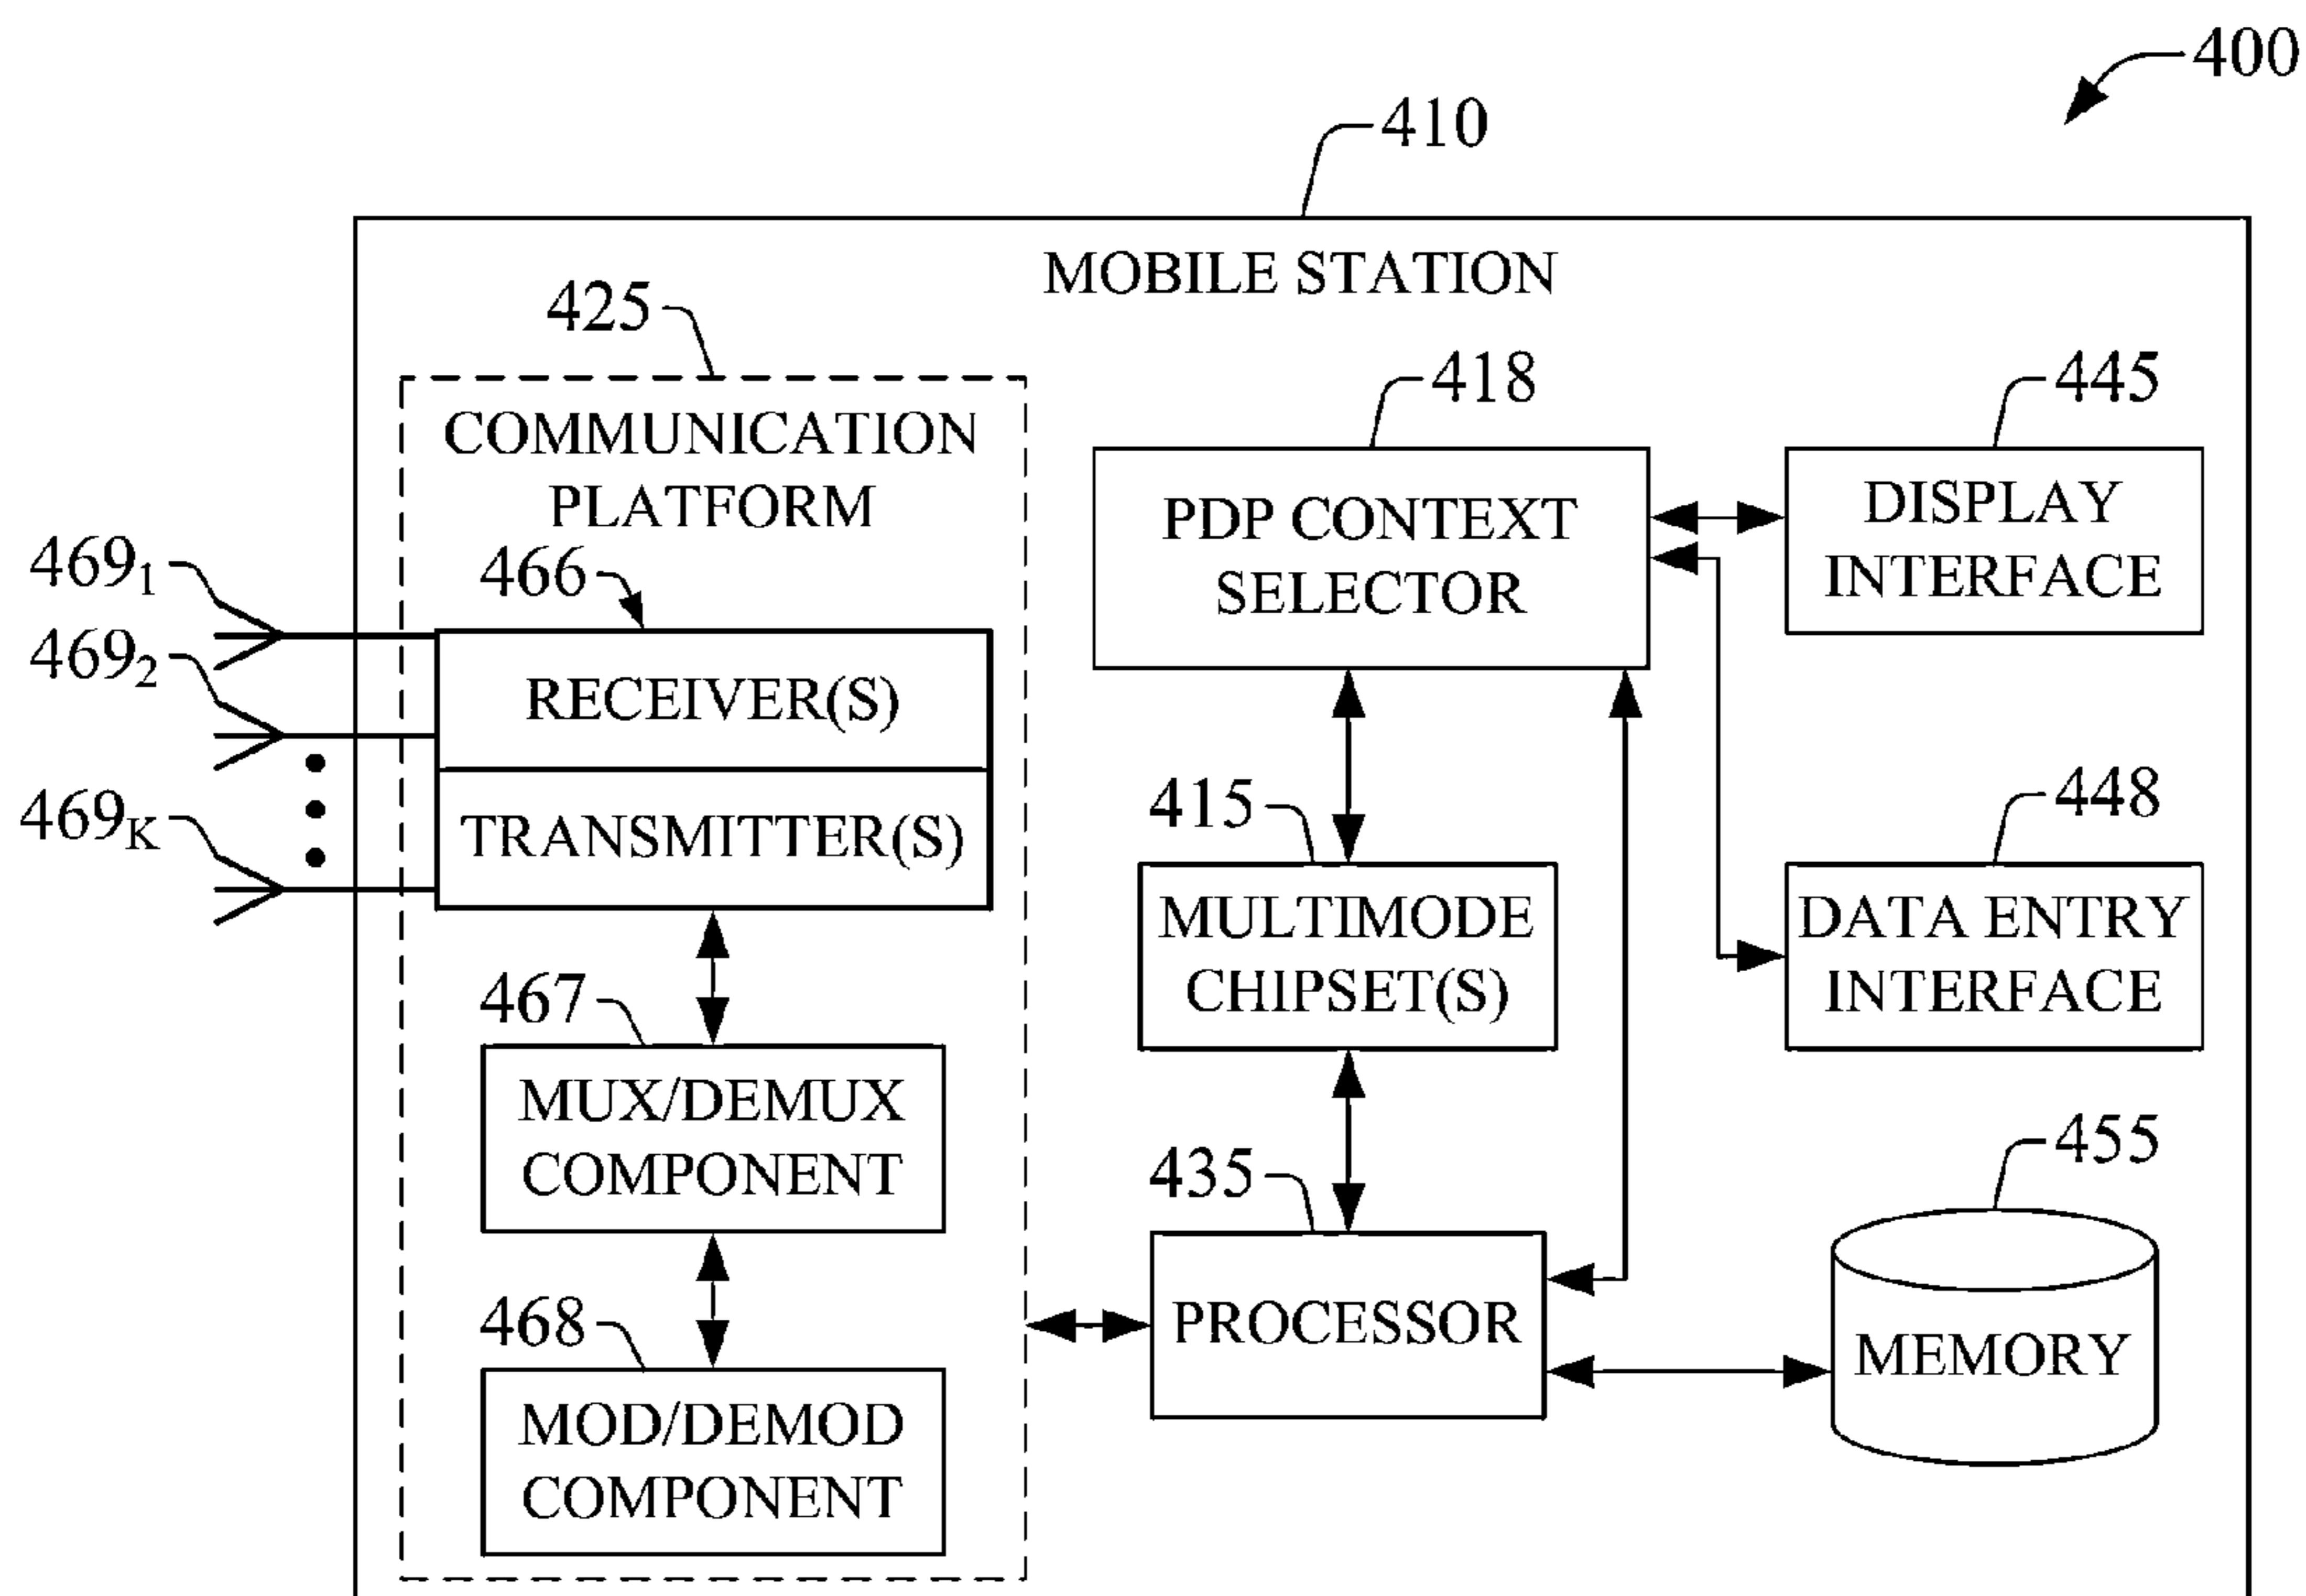 400
410
MOBILE STATION
425
COMMUNICATION
PLATFORM
418
445
PDP CONTEXT
SELECTOR
DISPLAY
INTERFACE
469₁
466
469₂
RECEIVER(S)
469ₖ
TRANSMITTER(S)
415
448
MULTIMODE
CHIPSET(S)
DATA ENTRY
INTERFACE
467
MUX/DEMUX
COMPONENT
435
455
468
PROCESSOR
MEMORY
MOD/DEMOD
COMPONENT